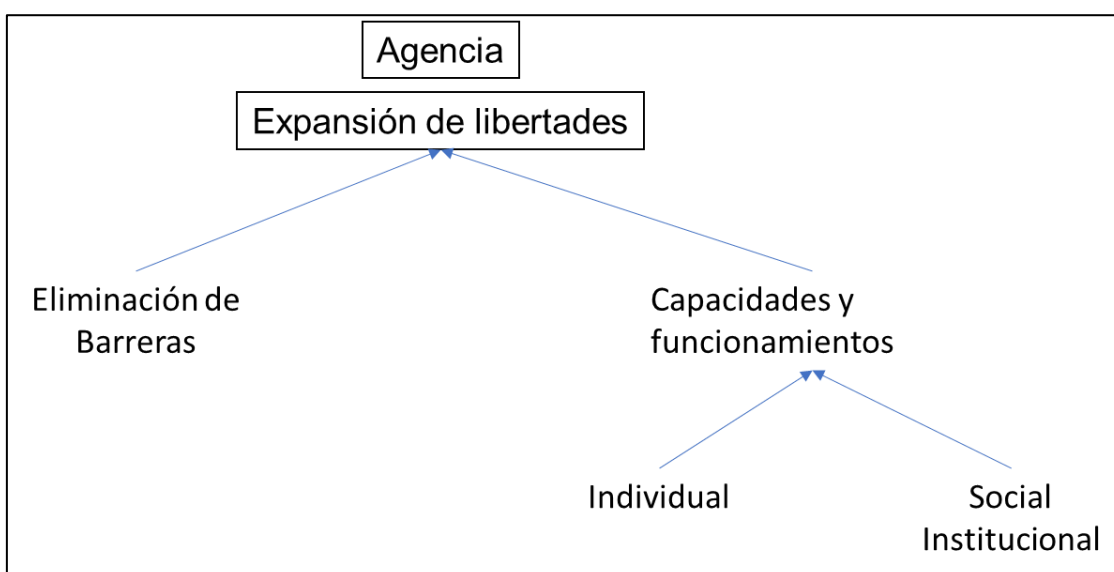 Agencia
Expansión de libertades
Eliminación de
Barreras
Capacidades y
funcionamientos
Individual
Social
Institucional